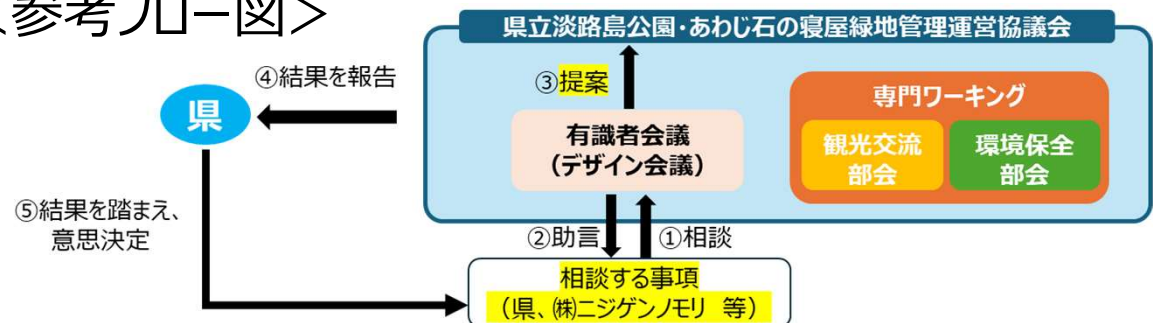 ＜参考フロー図＞
県立淡路島公園・あわじ石の寝屋緑地管理運営協議会
④結果を報告
③提案
専門ワーキング
県
有識者会議
（デザイン会議）
観光交流
部会
環境保全
部会
⑤結果を踏まえ、
意思決定
②助言
①相談
相談する事項
（県、㈱ニジゲンノモリ　等）